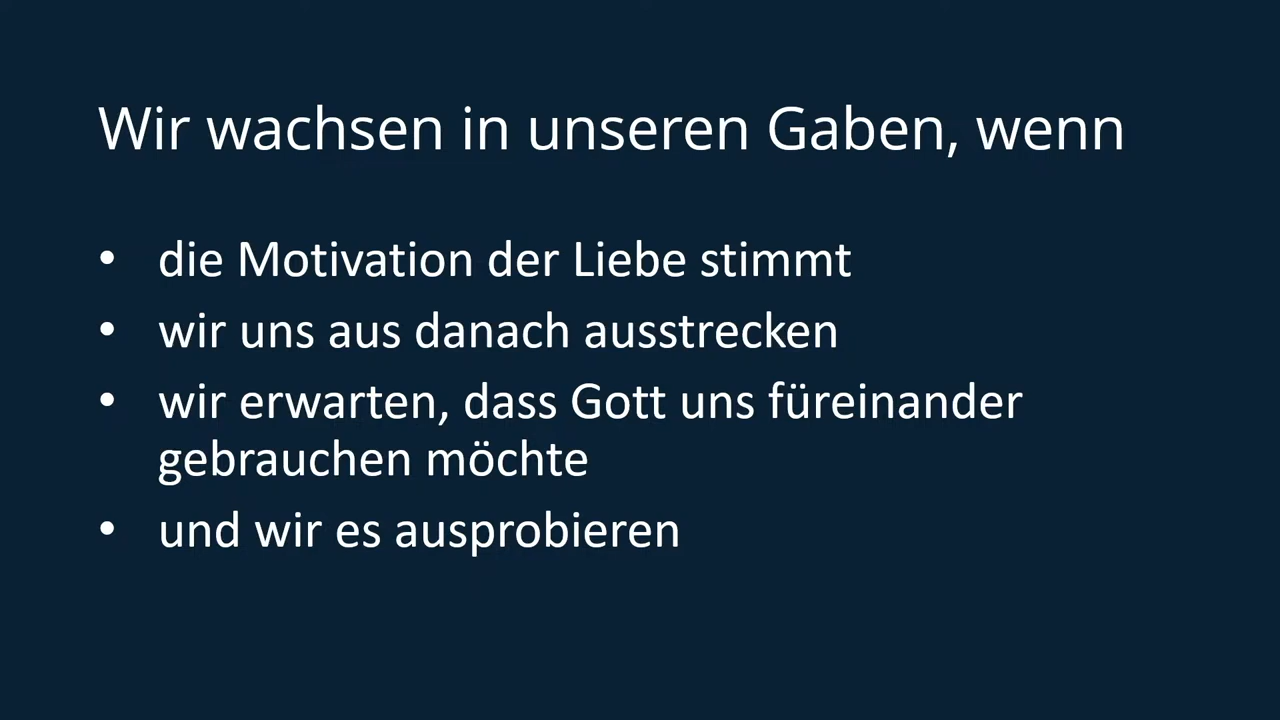 Wir wachsen in unseren Gaben, wenn
• die Motivation der Liebe stimmt
• wir uns aus danach ausstrecken
• wir erwarten, dass Gott uns füreinander
gebrauchen möchte
• und wir es ausprobieren